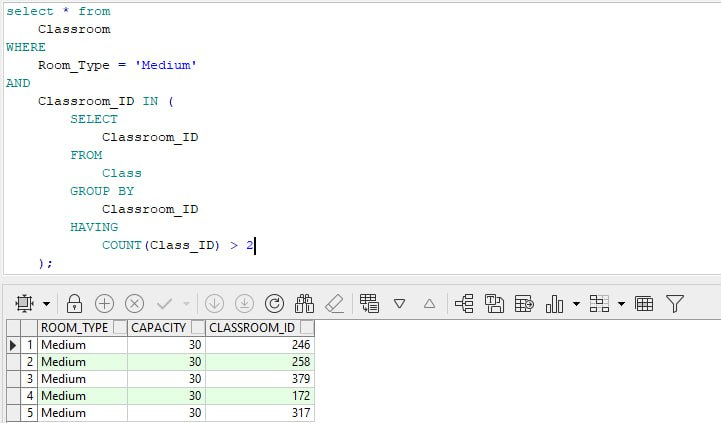 select * from
Classroom
WHERE
Room_Type = 'Medium'
AND
Classroom_ID IN (
SELECT
Classroom_ID
FROM
Class
GROUP BY
Classroom_ID
HAVING
COUNT(Class_ID) > 2
);
ROOM_TYPE CAPACITY CLASSROOM_ID
1 Medium 30 246
2 Medium 30 258
3 Medium 30 379
4 Medium 30 172
5 Medium 30 317